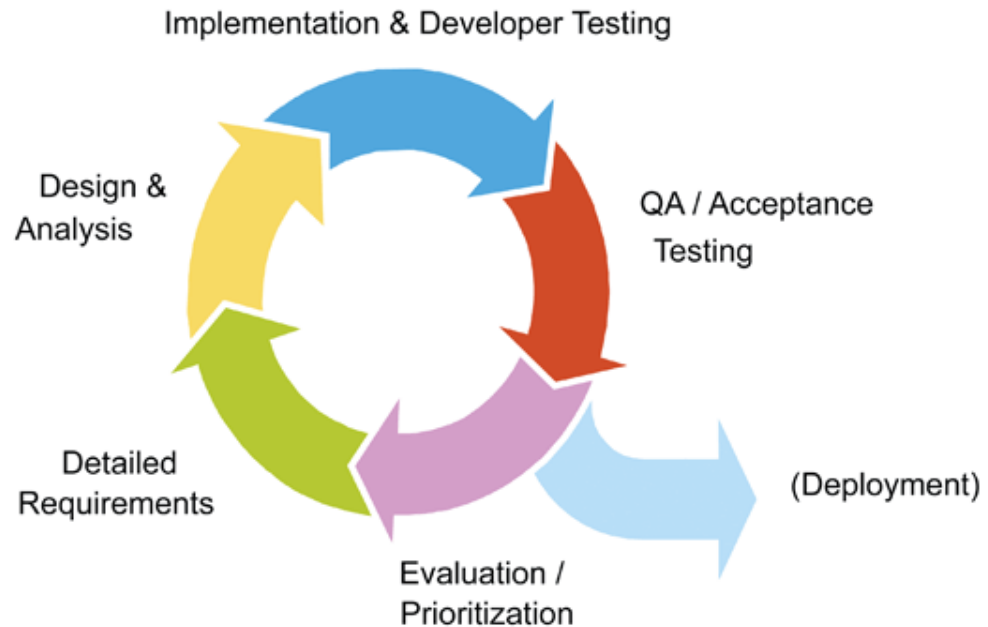 Implementation & Developer Testing
Design &
Analysis
QA / Acceptance
Testing
Detailed
Requirements
(Deployment)
Evaluation /
Prioritization